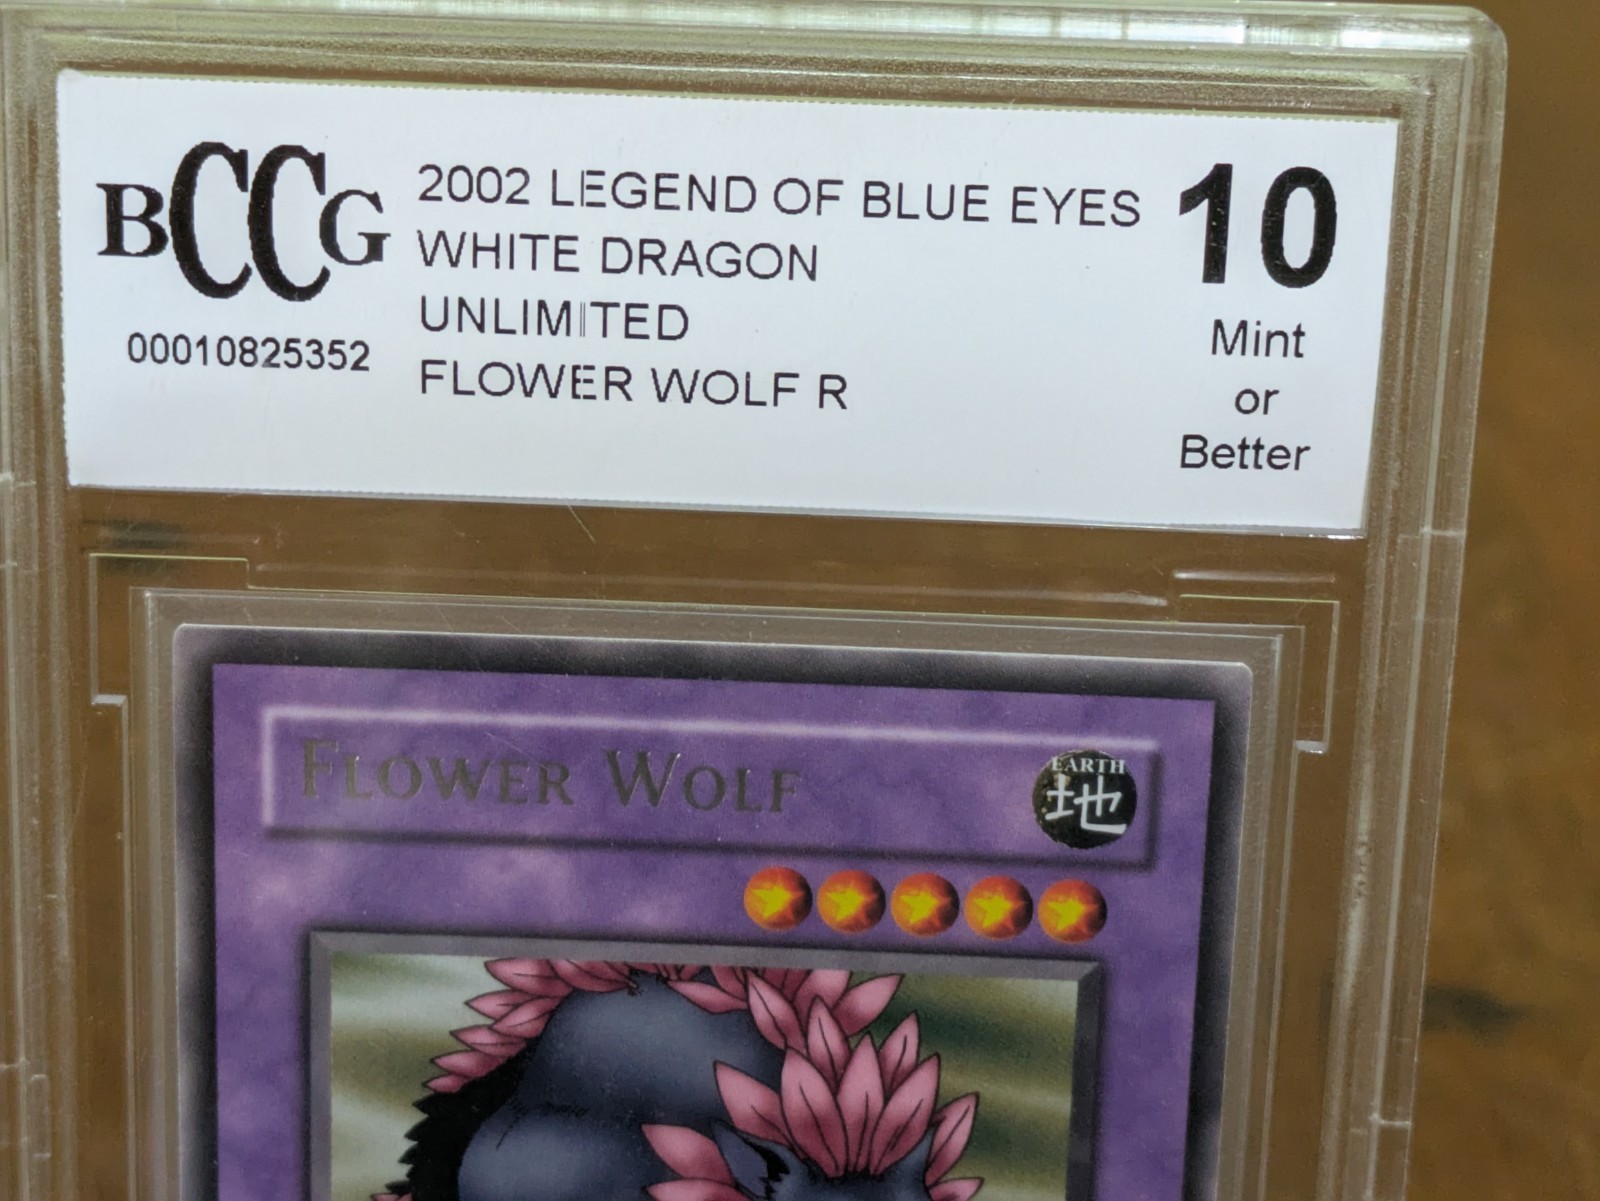 BCCG
00010825352
2002 LEGEND OF BLUE EYES
WHITE DRAGON
UNLIMITED
FLOWER WOLF R
10
Mint
or
Better
FLOWER WOLF
EARTH
地